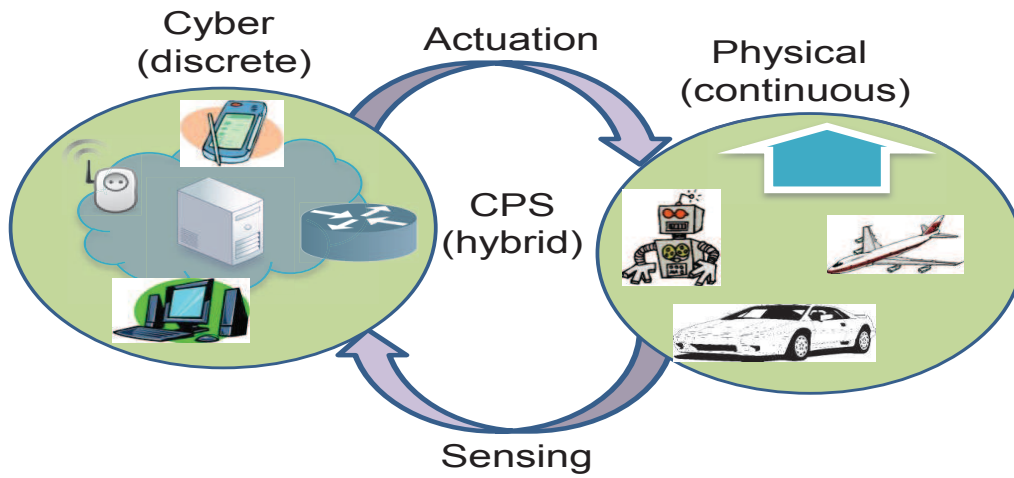 Cyber
(discrete)
Actuation
Physical
(continuous)
CPS
(hybrid)
Sensing